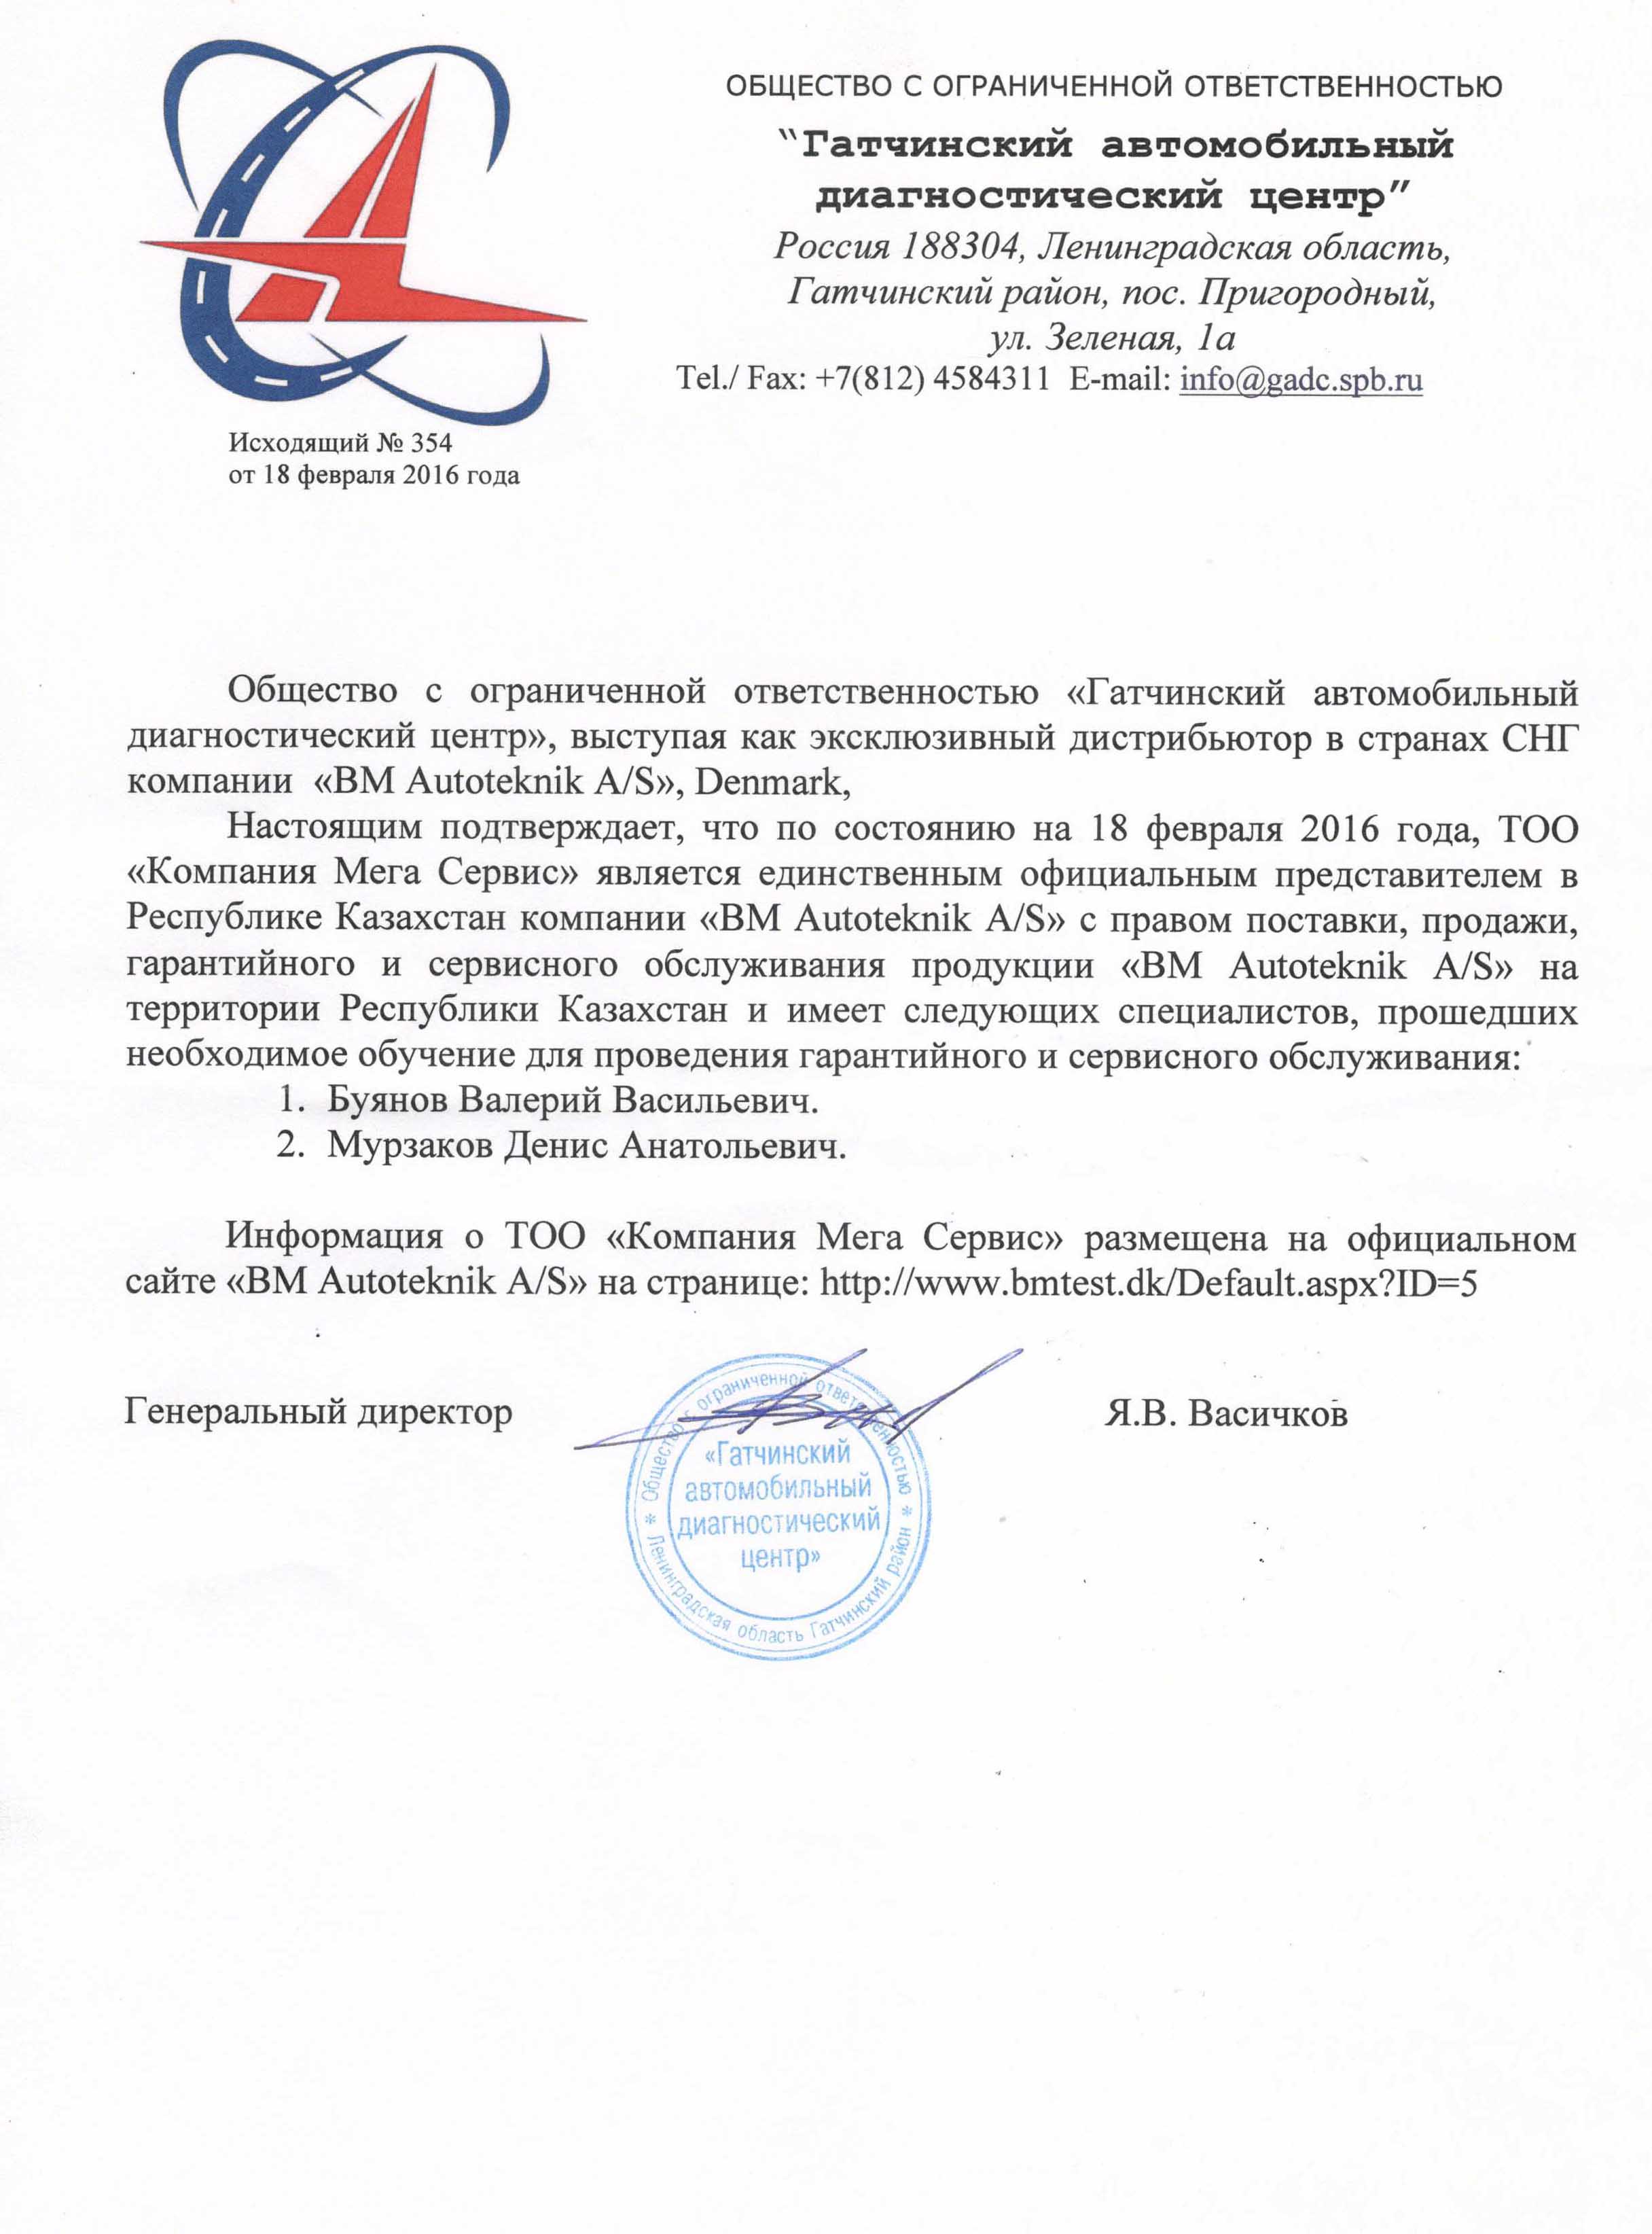 ОБЩЕСТВО С ОГРАНИЧЕННОЙ ОТВЕТСТВЕННОСТЬЮ
“Гатчинский автомобильный
диагностический центр”
Россия 188304, Ленинградская область,
Гатчинский район, пос. Пригородный,
ул. Зеленая, 1а
Tel./ Fax: +7(812) 4584311 E-mail: info@gadc.spb.ru
Исходящий № 354
от 18 февраля 2016 года
Общество с ограниченной ответственностью «Гатчинский автомобильный
диагностический центр», выступая как эксклюзивный дистрибьютор в странах СНГ
компании «BM Autoteknik A/S», Denmark,
Настоящим подтверждает, что по состоянию на 18 февраля 2016 года, ТОО
«Компания Мега Сервис» является единственным официальным представителем в
Республике Казахстан компании «BM Autoteknik A/S» с правом поставки, продажи,
гарантийного и сервисного обслуживания продукции «BM Autoteknik A/S» на
территории Республики Казахстан и имеет следующих специалистов, прошедших
необходимое обучение для проведения гарантийного и сервисного обслуживания:
1. Буянов Валерий Васильевич.
2. Мурзаков Денис Анатольевич.
Информация о ТОО «Компания Мега Сервис» размещена на официальном
сайте «BM Autoteknik A/S» на странице: http://www.bmtest.dk/Default.aspx?ID=5
Генеральный директор
Я.В. Васичков
Общество с ограниченной ответственностью
«Гатчинский
автомобильный
диагностический
центр»
Ленинградская область Гатчинский район